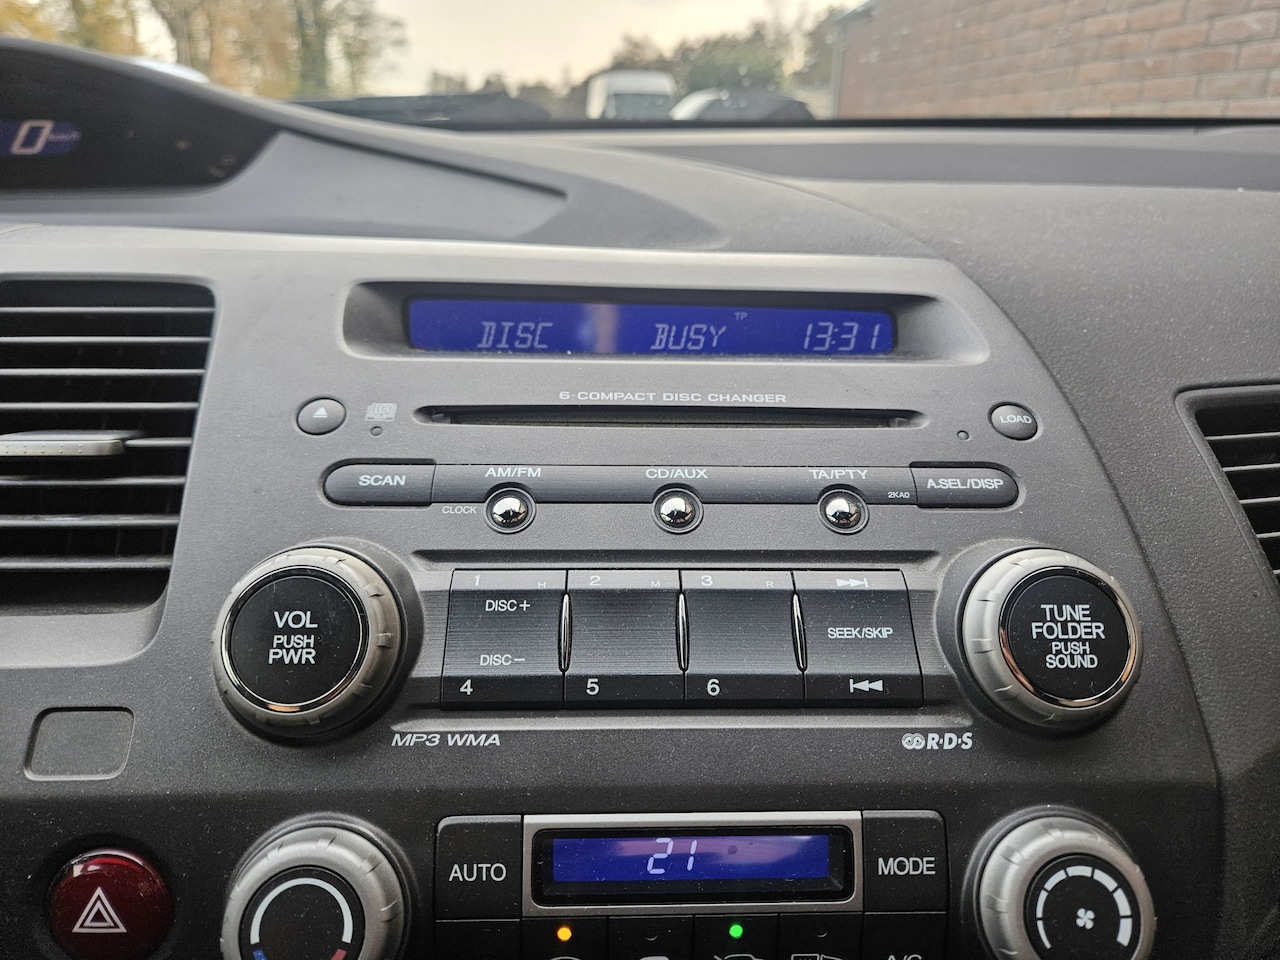 0
DISC BUSY TP 13:31
6-COMPACT DISC CHANGER
LOAD
SCAN
AM/FM
CD/AUX
TA/PTY
A.SEL/DISP
CLOCK
2KA0
1 H
2 M
3 R
DISC+
SEEK/SKIP
DISC-
4
5
6
VOL
PUSH
PWR
TUNE
FOLDER
PUSH
SOUND
MP3 WMA
R·D·S
AUTO
21
MODE
A/C